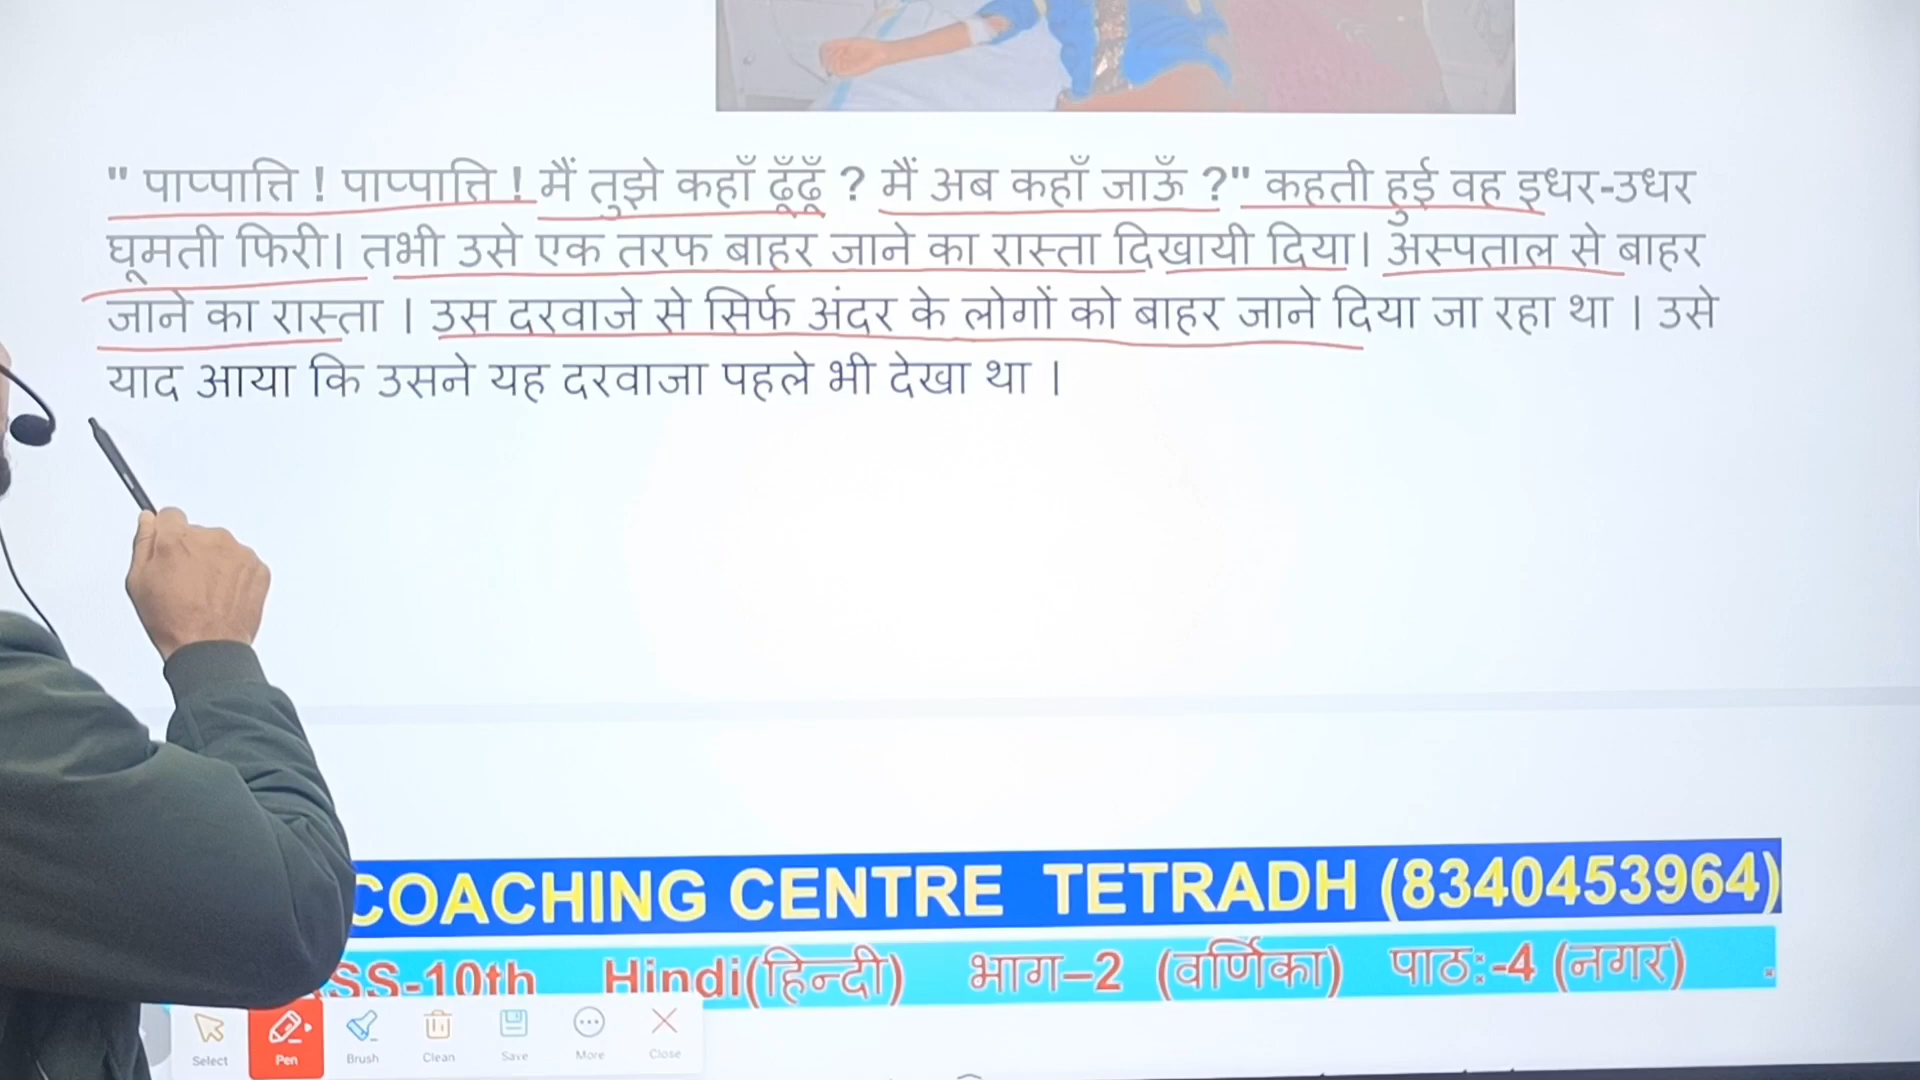 " पाप्पात्ति ! पाप्पात्ति ! मैं तुझे कहाँ ढूँढूँ ? मैं अब कहाँ जाऊँ ?" कहती हुई वह इधर-उधर
घूमती फिरी। तभी उसे एक तरफ बाहर जाने का रास्ता दिखायी दिया। अस्पताल से बाहर
जाने का रास्ता । उस दरवाजे से सिर्फ अंदर के लोगों को बाहर जाने दिया जा रहा था । उसे
याद आया कि उसने यह दरवाजा पहले भी देखा था ।
COACHING CENTRE TETRADH (8340453964)
SS-10th Hindi(हिन्दी) भाग–2 (वर्णिका) पाठ:-4 (नगर)
Select Pen Brush Clean Save More Close